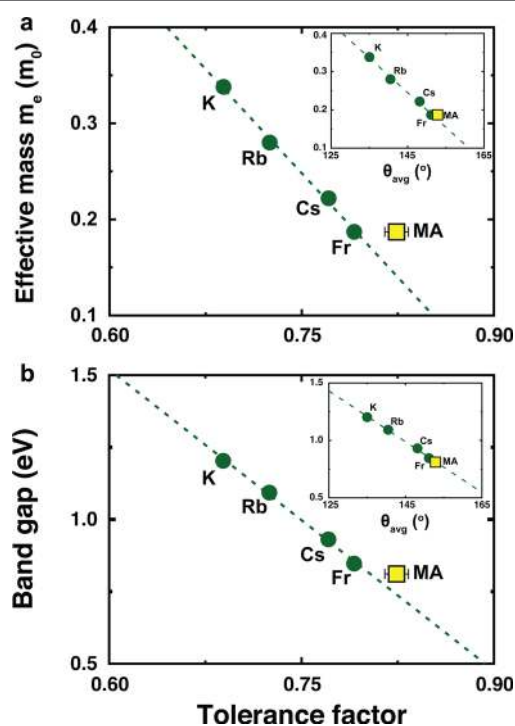 a
Effective mass mₑ (m₀)
0.4
0.3
0.2
0.1
0.60
0.75
0.90
K
Rb
Cs
Fr
MA
0.4
0.3
0.2
0.1
125
145
165
θavg (°)
K
Rb
Cs
Fr
MA
b
Band gap (eV)
1.5
1.0
0.5
0.60
0.75
0.90
Tolerance factor
K
Rb
Cs
Fr
MA
1.5
1.0
0.75
0.5
125
145
165
θavg (°)
K
Rb
Cs
Fr
MA